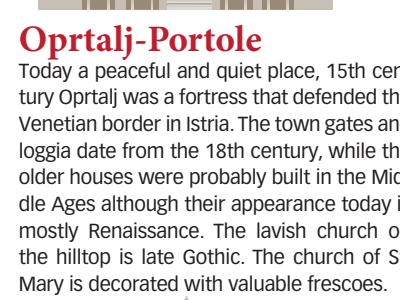 Oprtalj-Portole
Today a peaceful and quiet place, 15th cen
tury Oprtalj was a fortress that defended th
Venetian border in Istria. The town gates an
loggia date from the 18th century, while th
older houses were probably built in the Mid
dle Ages although their appearance today i
mostly Renaissance. The lavish church o
the hilltop is late Gothic. The church of S
Mary is decorated with valuable frescoes.